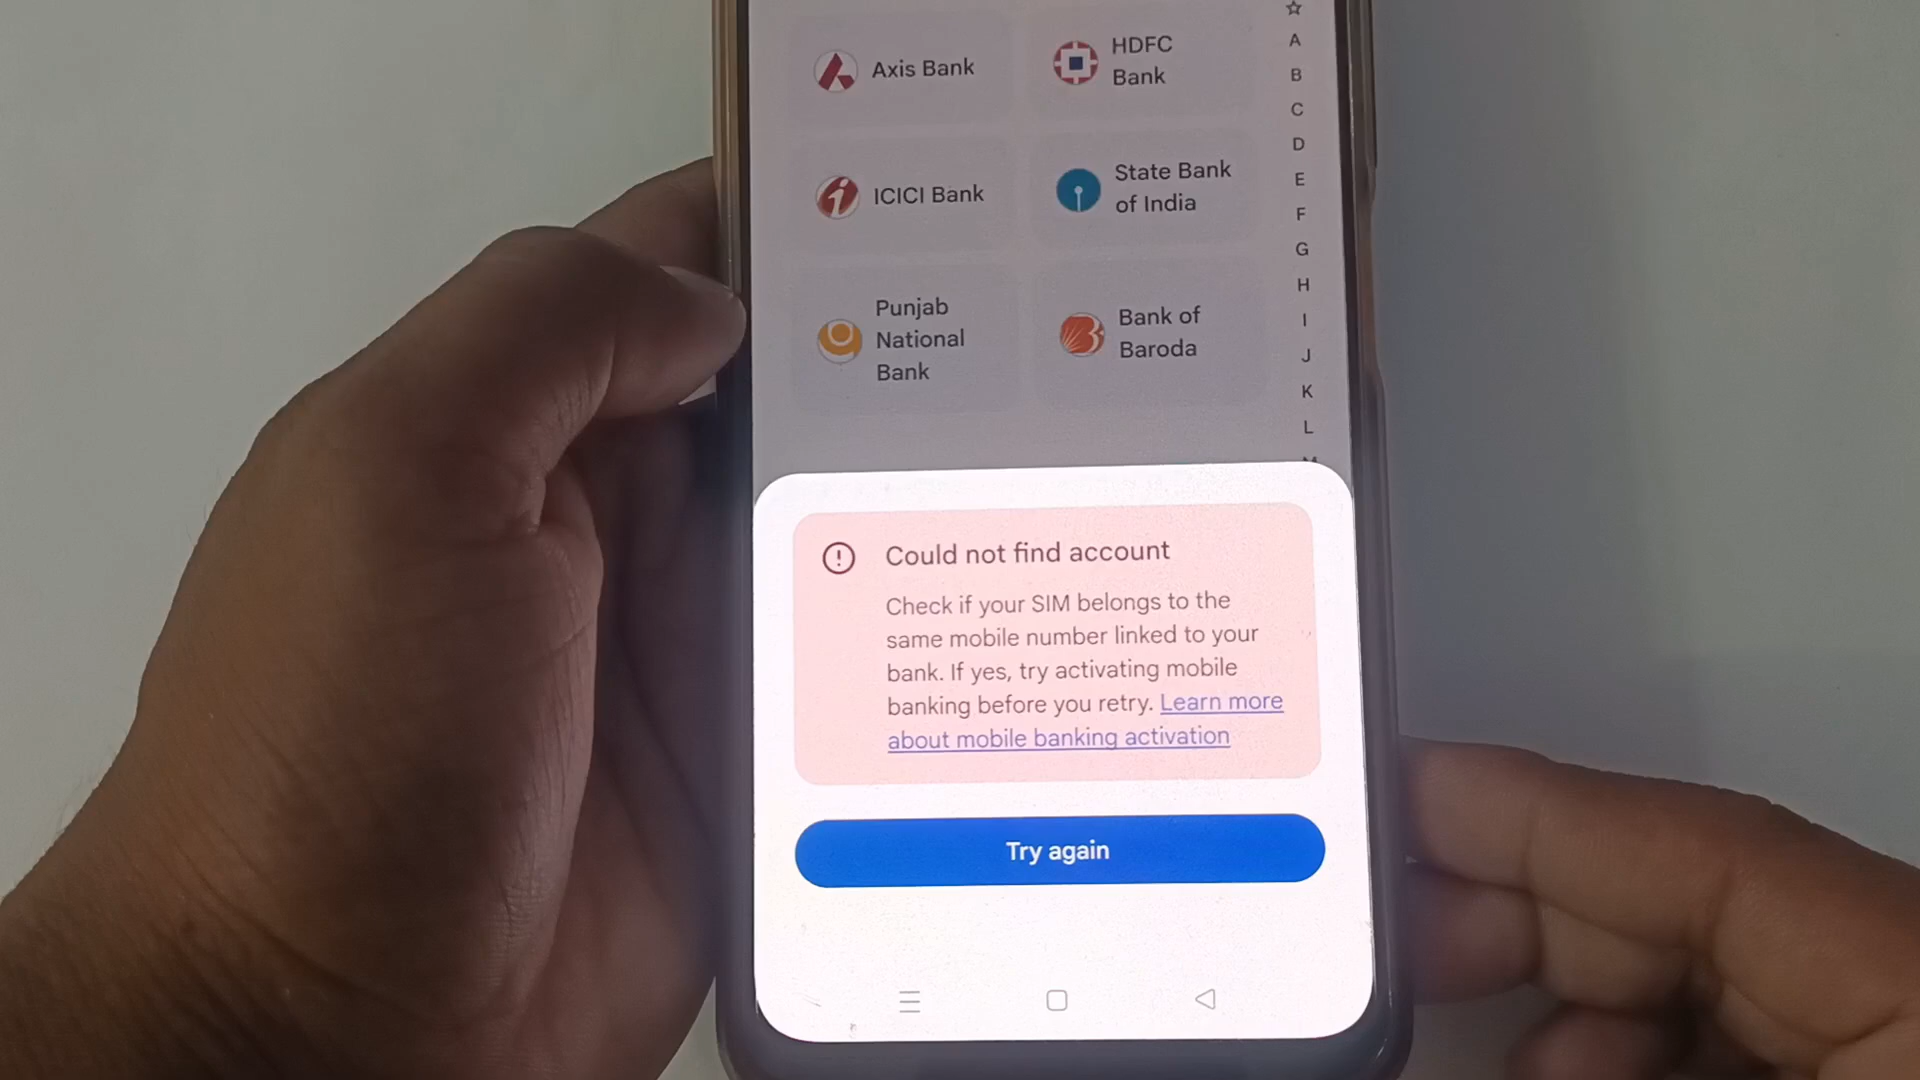 ☆
A
B
C
D
E
F
G
H
I
J
K
L
Axis Bank
HDFC
Bank
ICICI Bank
State Bank
of India
Punjab
National
Bank
Bank of
Baroda
Could not find account
Check if your SIM belongs to the
same mobile number linked to your
bank. If yes, try activating mobile
banking before you retry. Learn more
about mobile banking activation
Try again